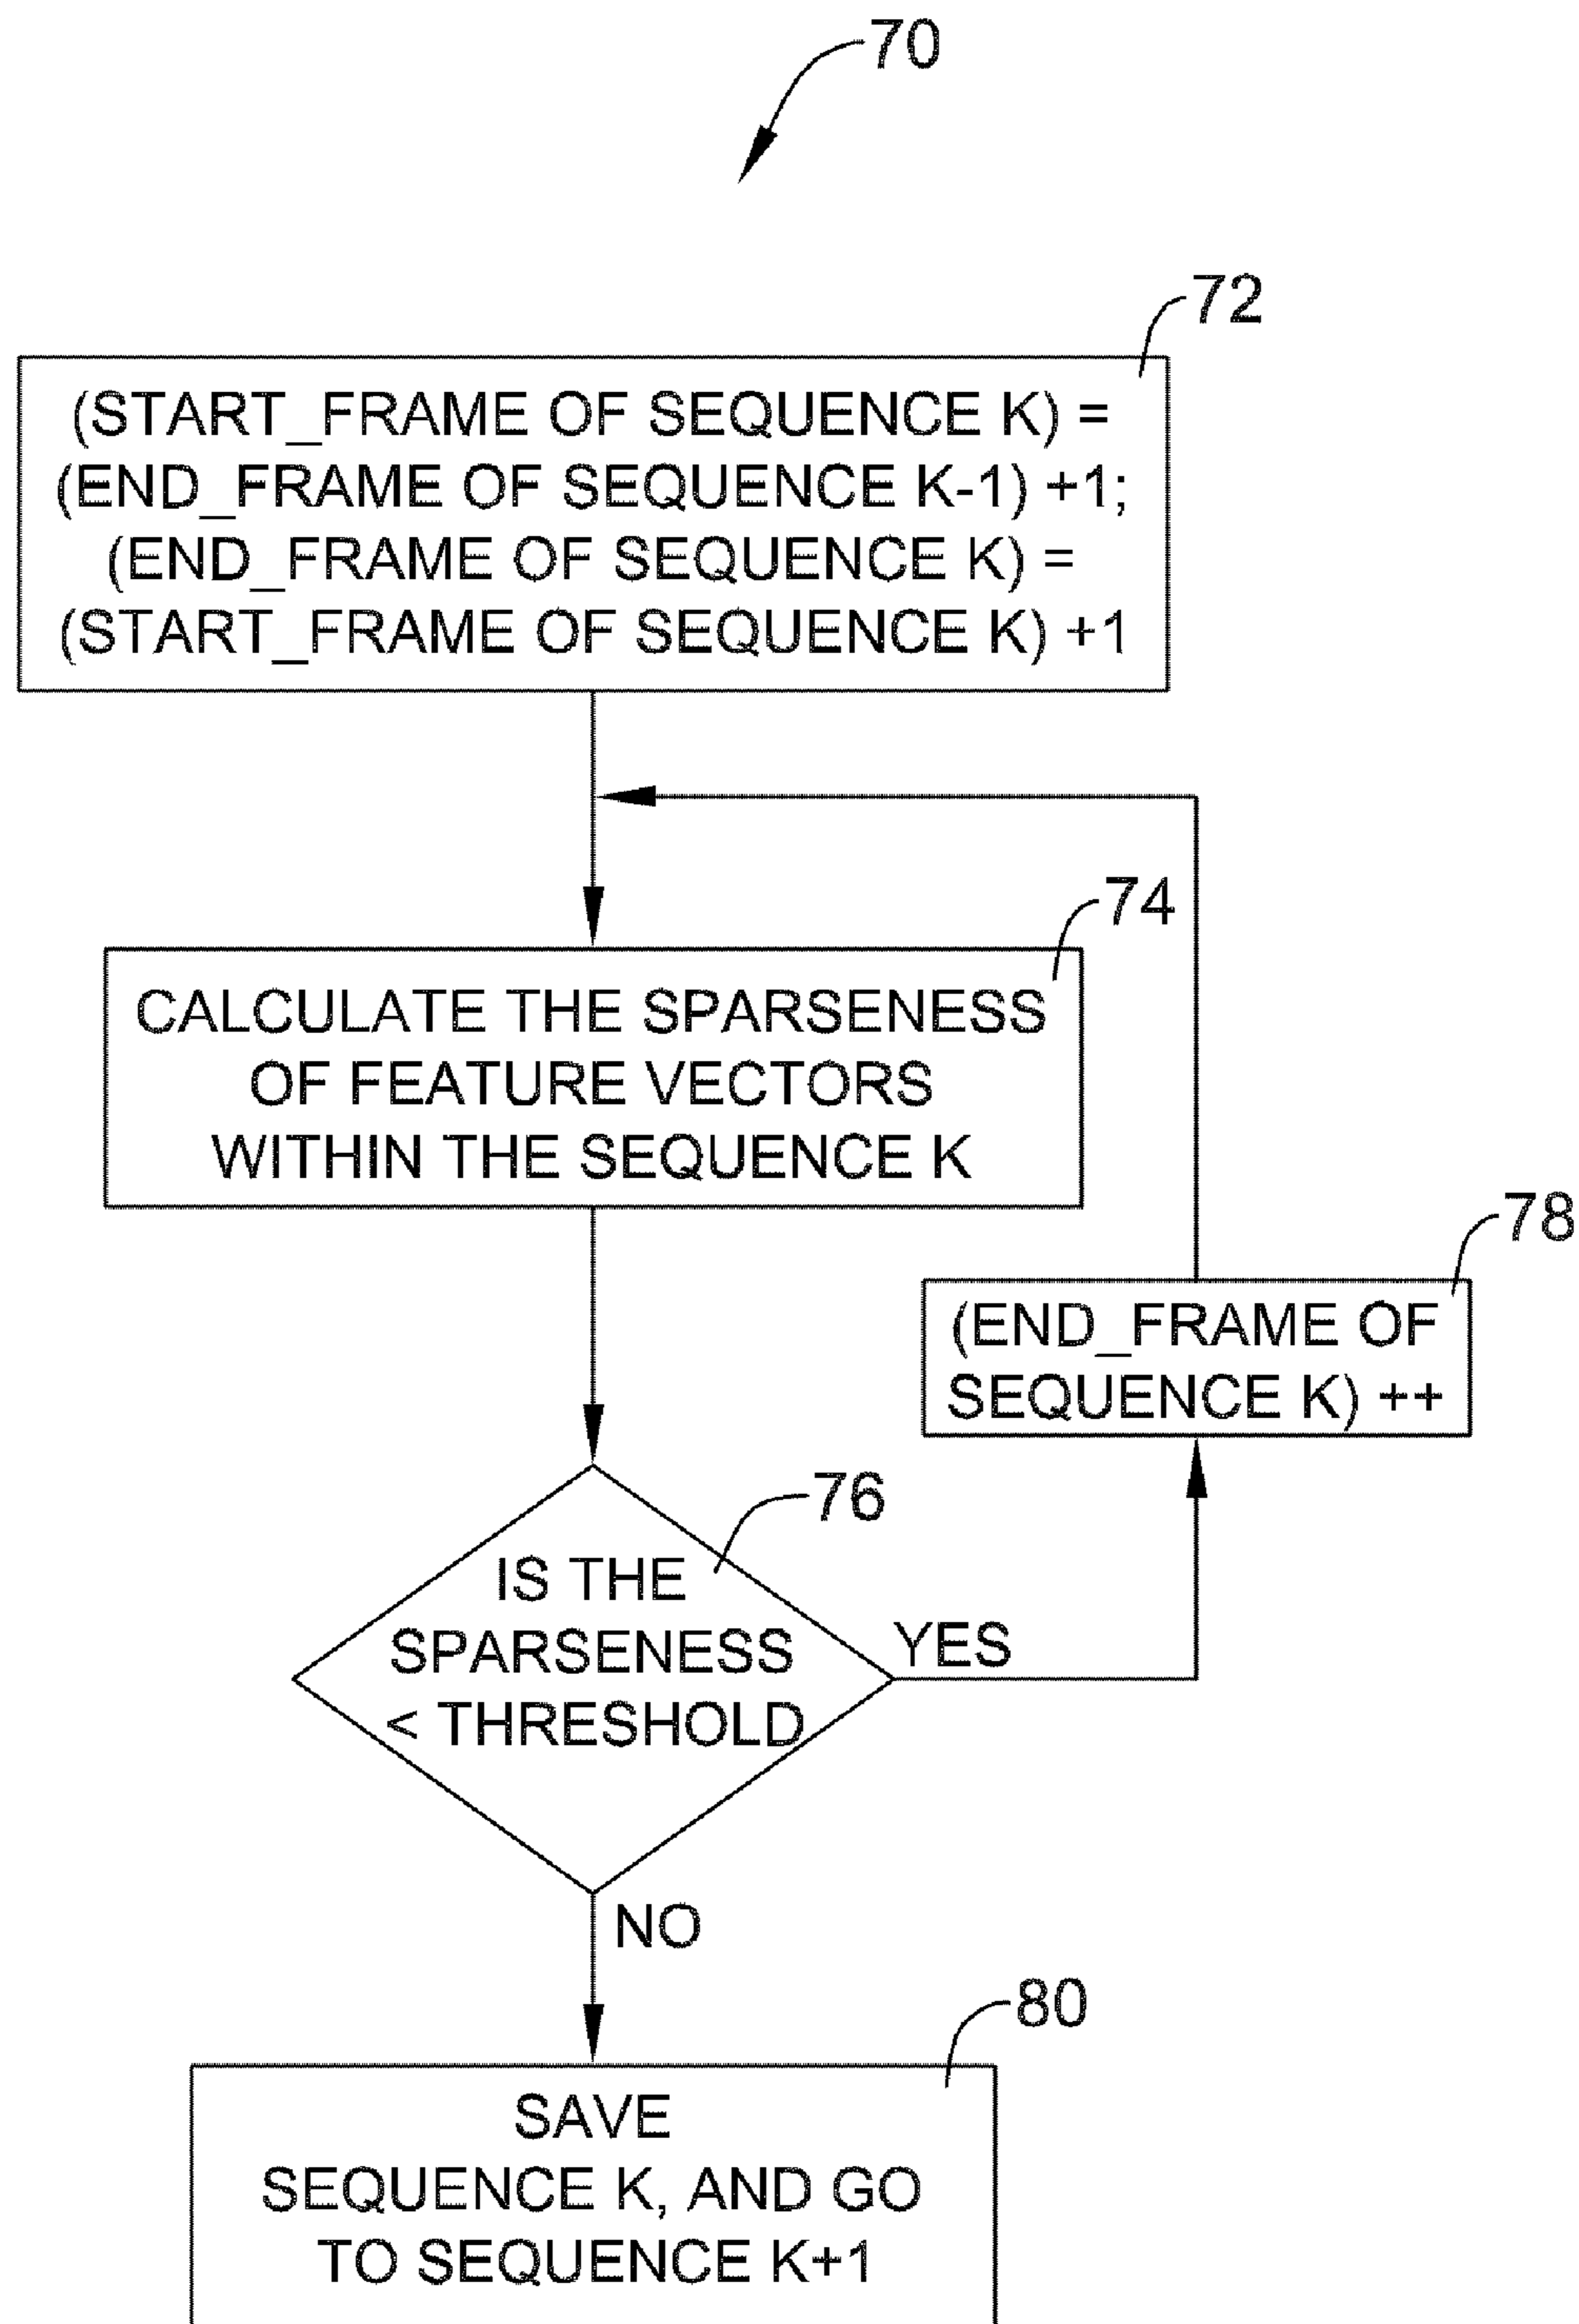 70
72
(START_FRAME OF SEQUENCE K) =
(END_FRAME OF SEQUENCE K-1) +1;
(END_FRAME OF SEQUENCE K) =
(START_FRAME OF SEQUENCE K) +1
74
CALCULATE THE SPARSENESS
OF FEATURE VECTORS
WITHIN THE SEQUENCE K
78
(END_FRAME OF
SEQUENCE K) ++
76
IS THE
SPARSENESS
< THRESHOLD
YES
NO
80
SAVE
SEQUENCE K, AND GO
TO SEQUENCE K+1